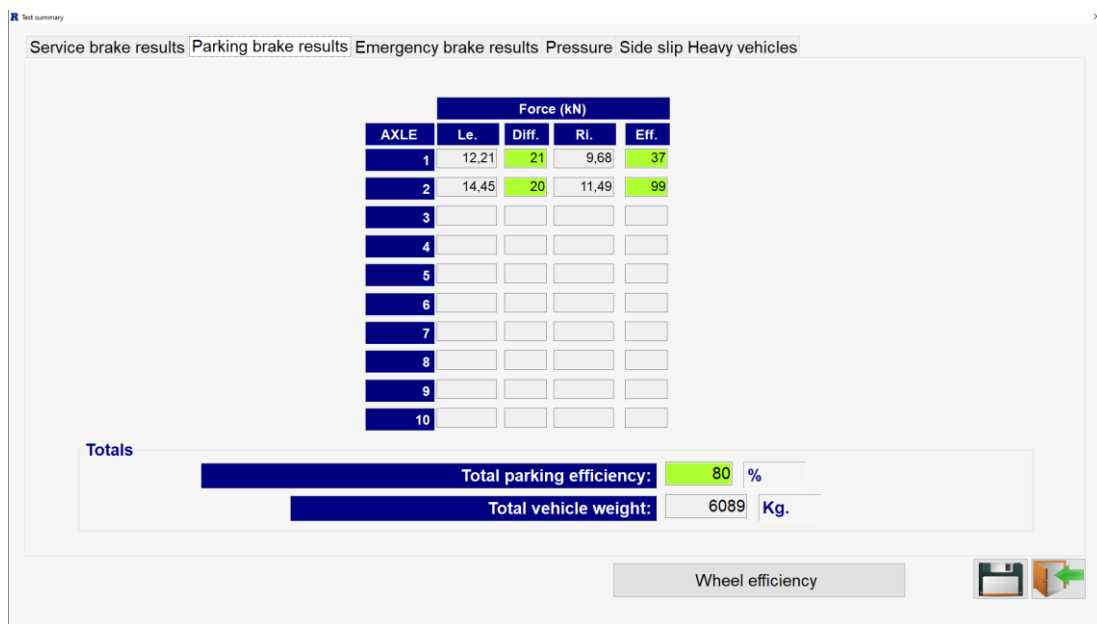 R Test summary
Service brake results Parking brake results Emergency brake results Pressure Side slip Heavy vehicles
Force (kN)
AXLE Le. Diff. Ri. Eff.
1 12,21 21 9,68 37
2 14,45 20 11,49 99
3
4
5
6
7
8
9
10
Totals
Total parking efficiency: 80 %
Total vehicle weight: 6089 Kg.
Wheel efficiency